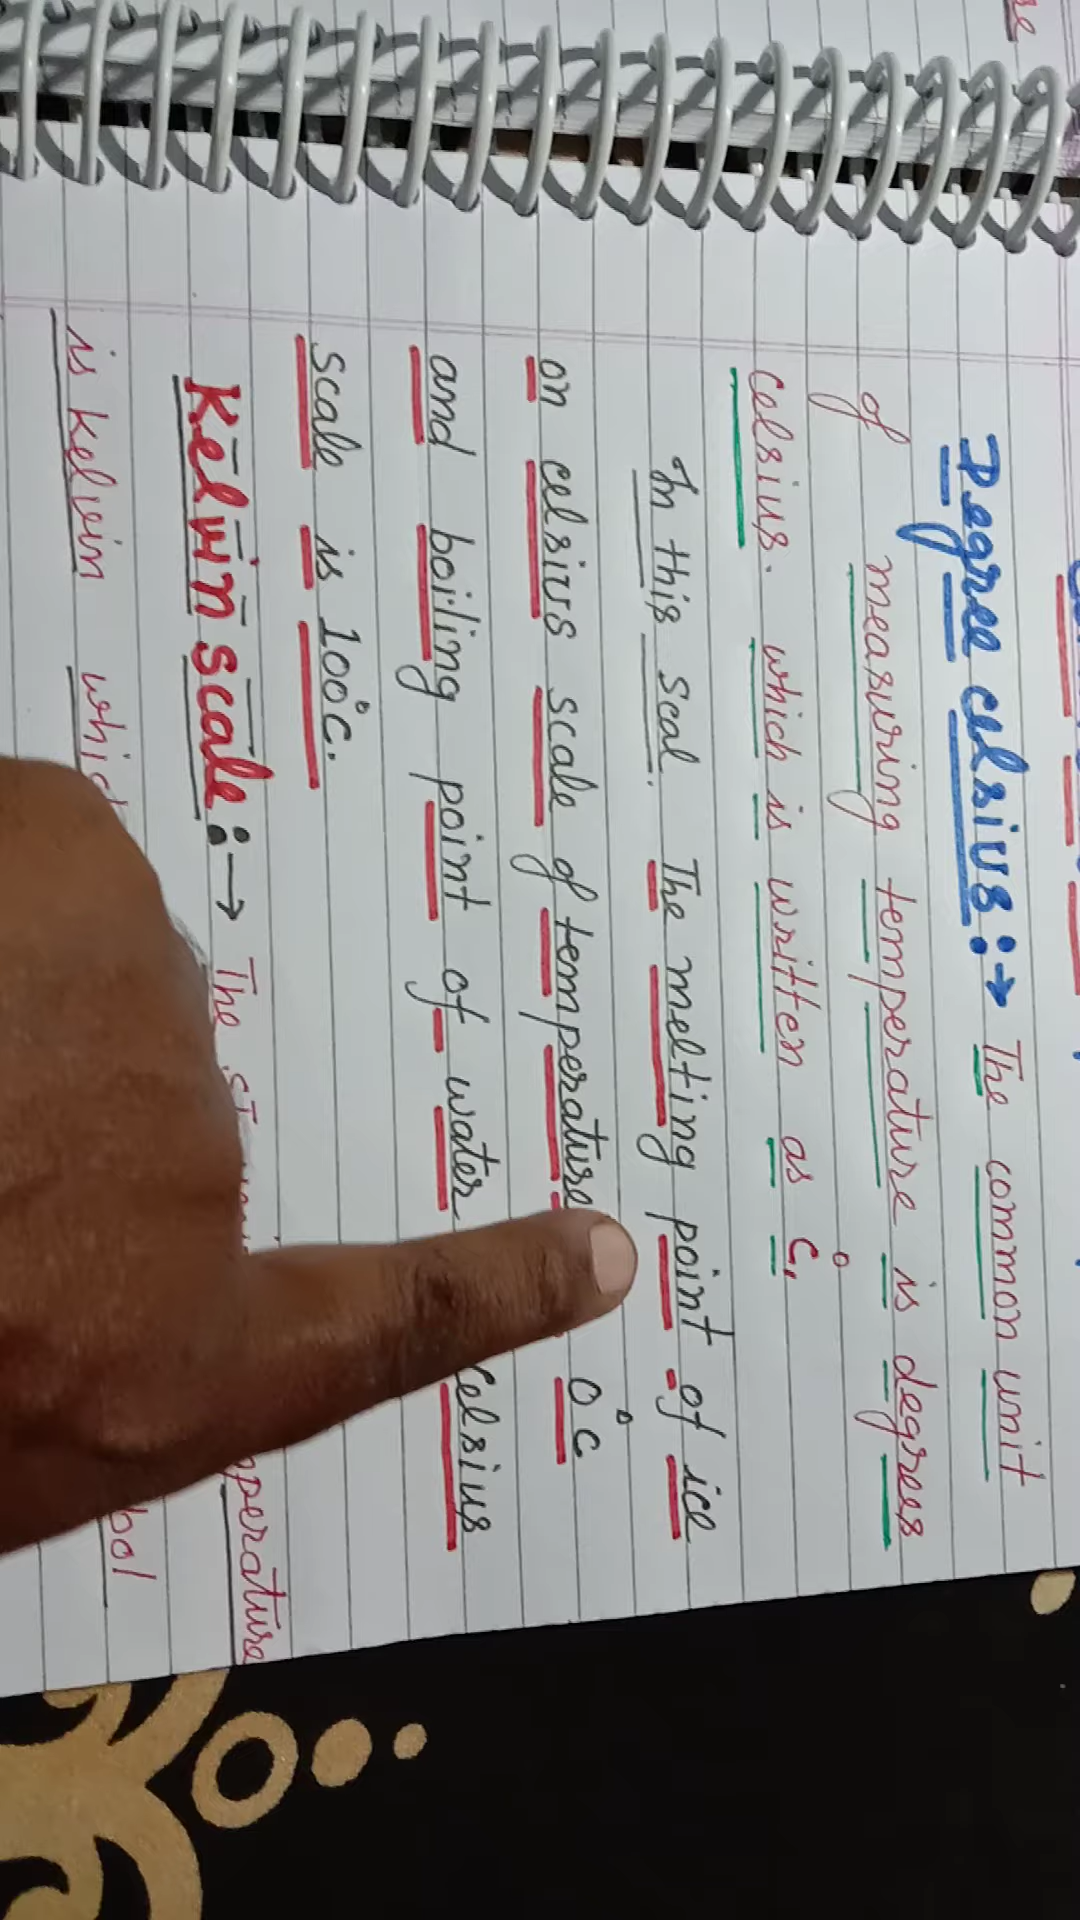 Degree celsius :→ The common unit
of measuring temperature is degrees
celsius. which is written as °C,
In this scal. The melting point of ice
on celsius scale of temperature 0°c
and boiling point of water celsius
scale is 100°c.
Kelvin scale :→ The perature
is kelvin